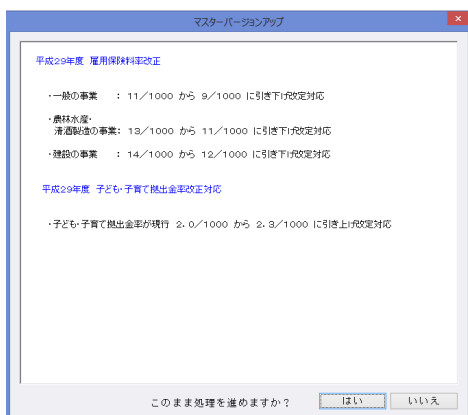 マスターバージョンアップ
×
平成29年度 雇用保険料率改正
・一般の事業 : 11/1000 から 9/1000 に引き下げ改定対応
・農林水産・
清酒製造の事業: 13/1000 から 11/1000 に引き下げ改定対応
・建設の事業 : 14/1000 から 12/1000 に引き下げ改定対応
平成29年度 子ども・子育て拠出金率改正対応
・子ども・子育て拠出金率が現行 2.0/1000 から 2.3/1000 に引き上げ改定対応
このまま処理を進めますか?
はい
いいえ